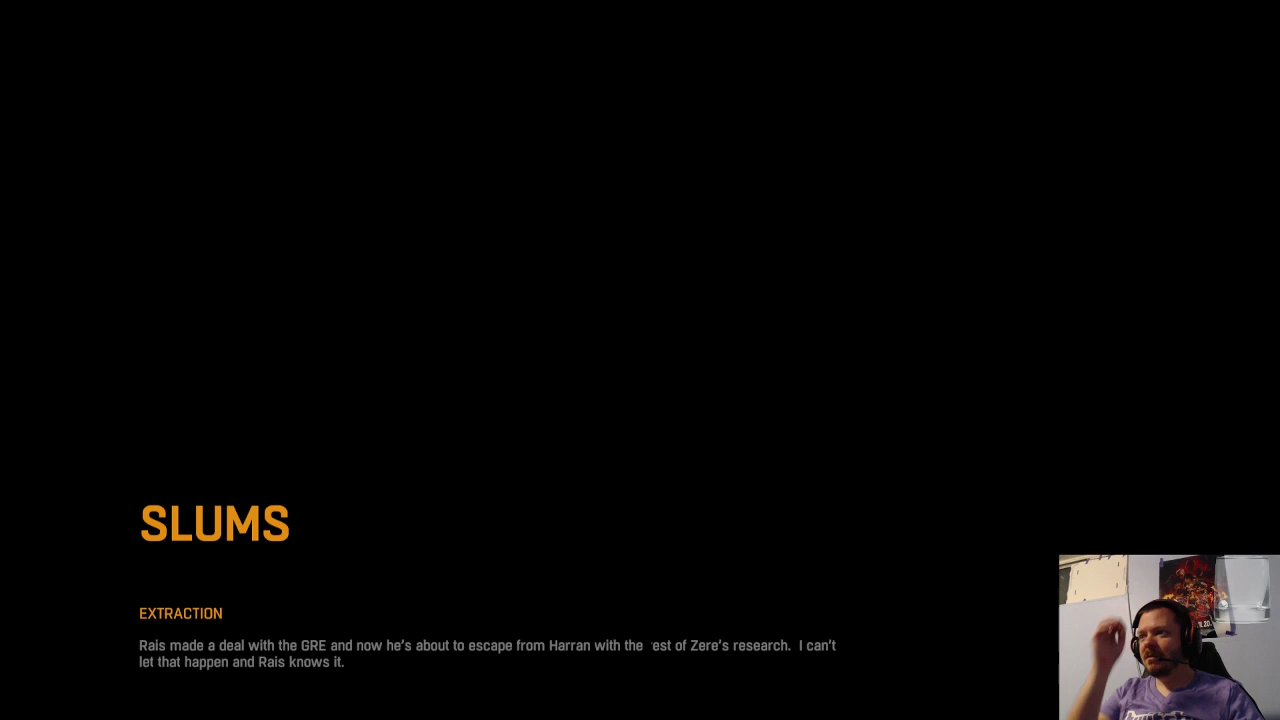 SLUMS
EXTRACTION
Rais made a deal with the GRE and now he's about to escape from Harran with the rest of Zere's research. I can't
let that happen and Rais knows it.